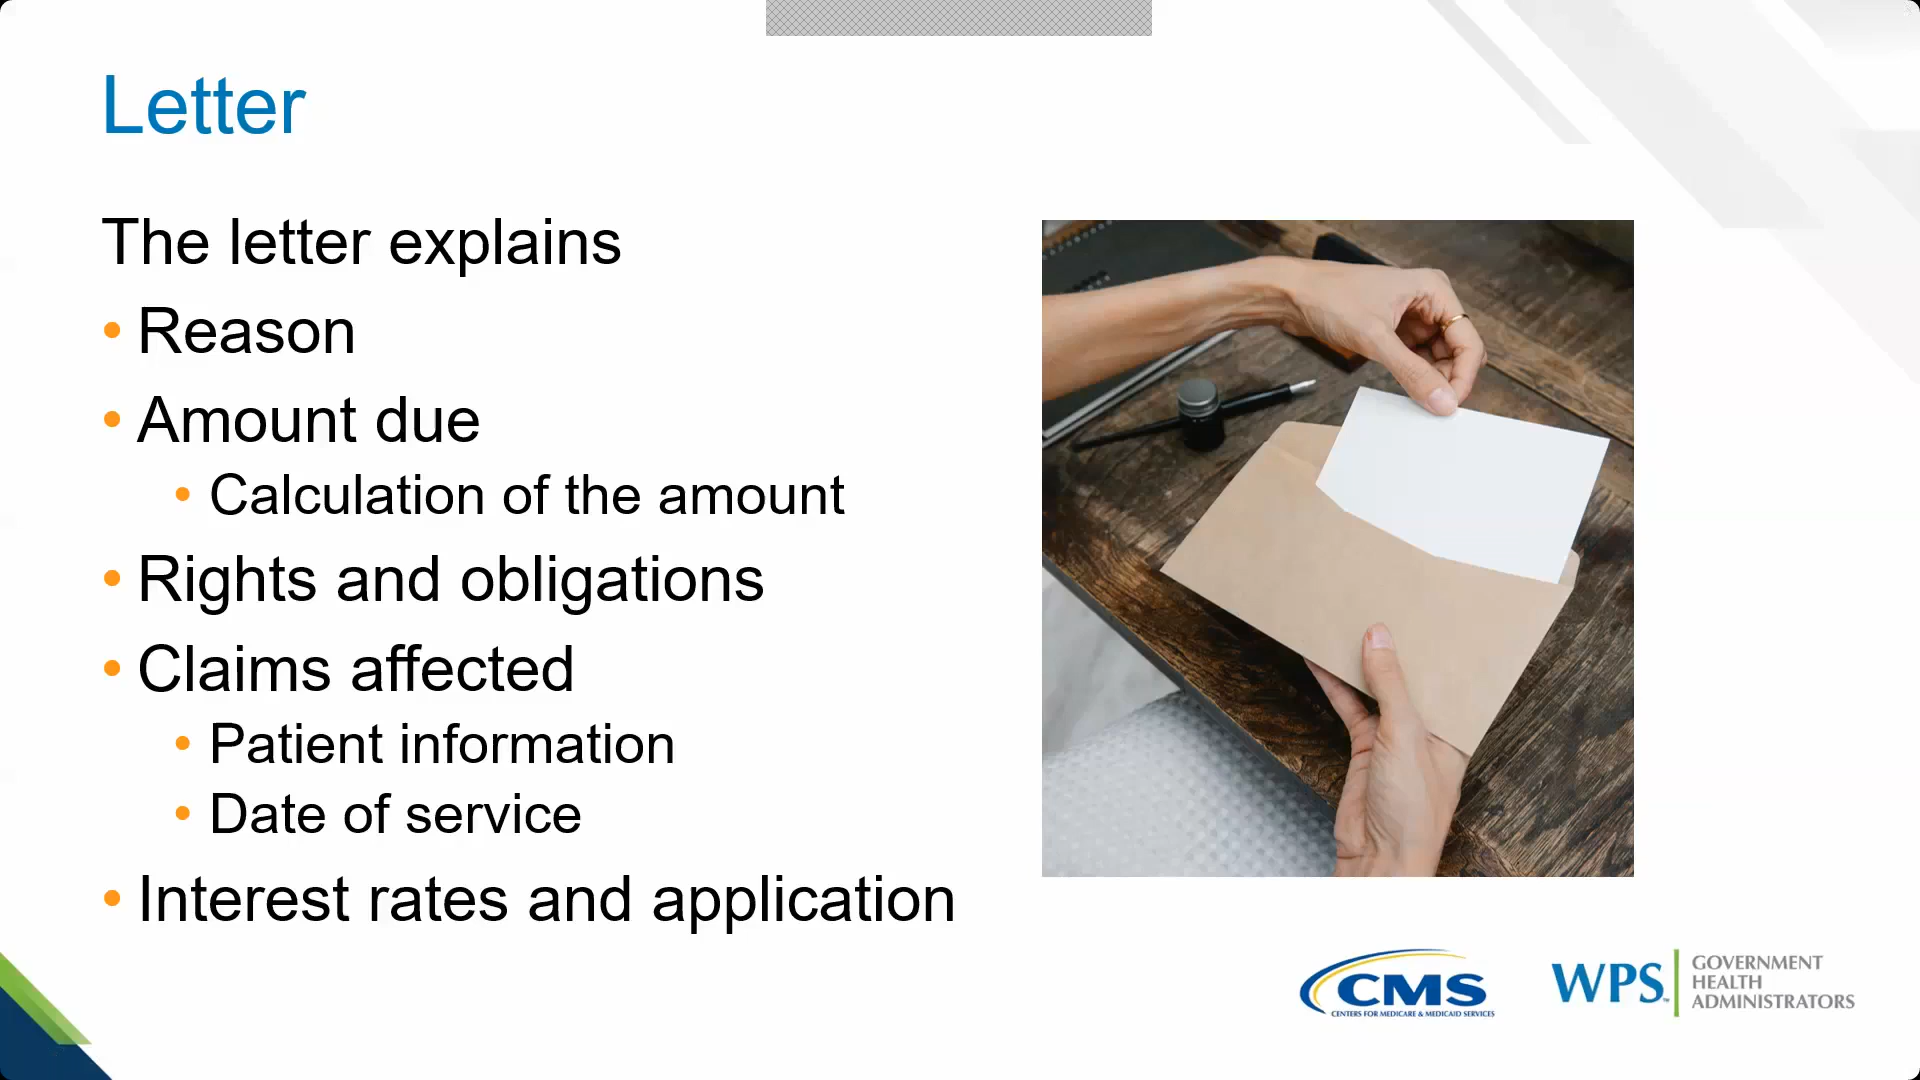 Letter
The letter explains
• Reason
• Amount due
• Calculation of the amount
• Rights and obligations
• Claims affected
• Patient information
• Date of service
• Interest rates and application
CMS
CENTERS FOR MEDICARE & MEDICAID SERVICES
WPS™
GOVERNMENT
HEALTH
ADMINISTRATORS